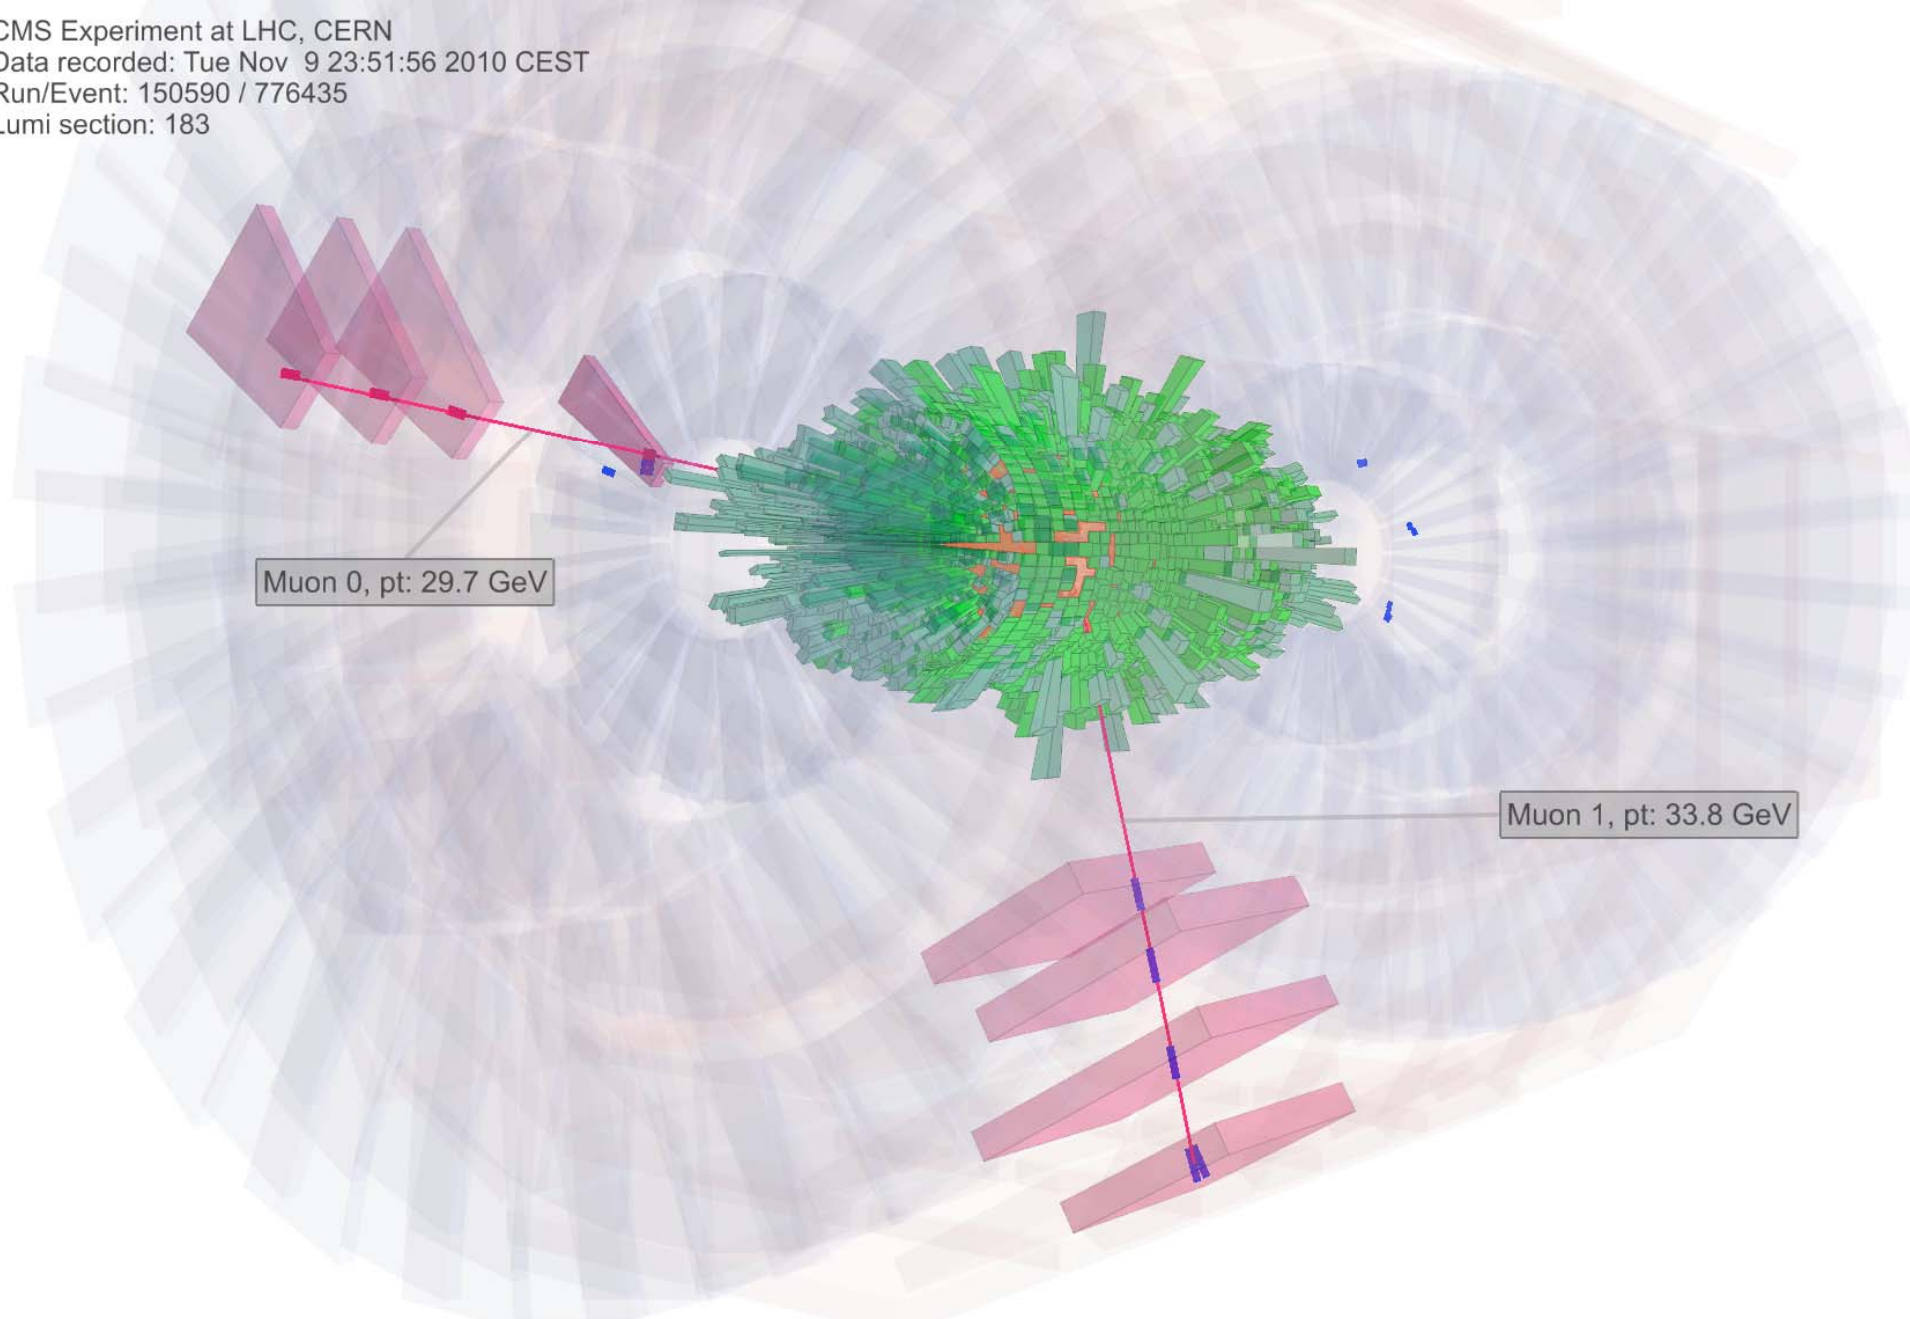 CMS Experiment at LHC, CERN
Data recorded: Tue Nov 9 23:51:56 2010 CEST
Run/Event: 150590 / 776435
Lumi section: 183
Muon 0, pt: 29.7 GeV
Muon 1, pt: 33.8 GeV